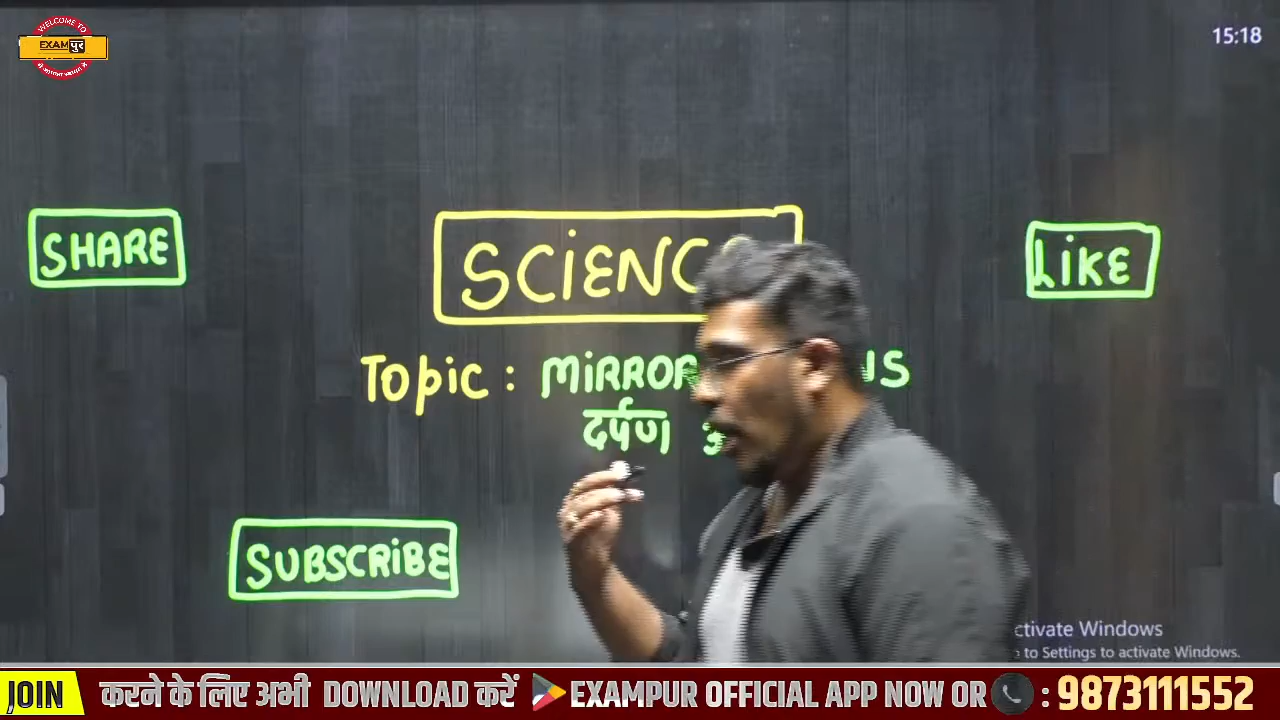 WELCOME TO
EXAMपुर
15:18
SHARE
SCIENC
LIKE
Topic : MIRROR
दर्पण
SUBSCRIBE
ctivate Windows
to Settings to activate Windows.
JOIN करने के लिए अभी DOWNLOAD करें EXAMPUR OFFICIAL APP NOW OR : 9873111552